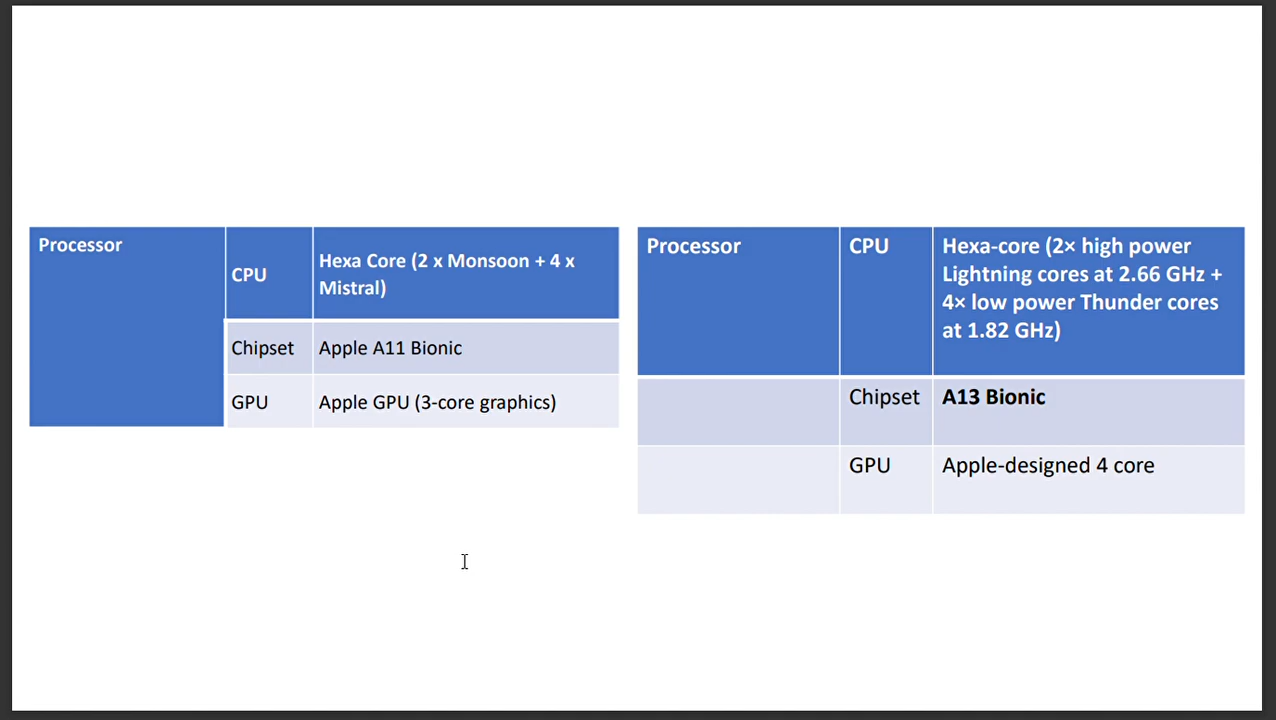 Processor
CPU
Hexa Core (2 x Monsoon + 4 x
Mistral)
Chipset
Apple A11 Bionic
GPU
Apple GPU (3-core graphics)
Processor
CPU
Hexa-core (2× high power
Lightning cores at 2.66 GHz +
4× low power Thunder cores
at 1.82 GHz)
Chipset
A13 Bionic
GPU
Apple-designed 4 core